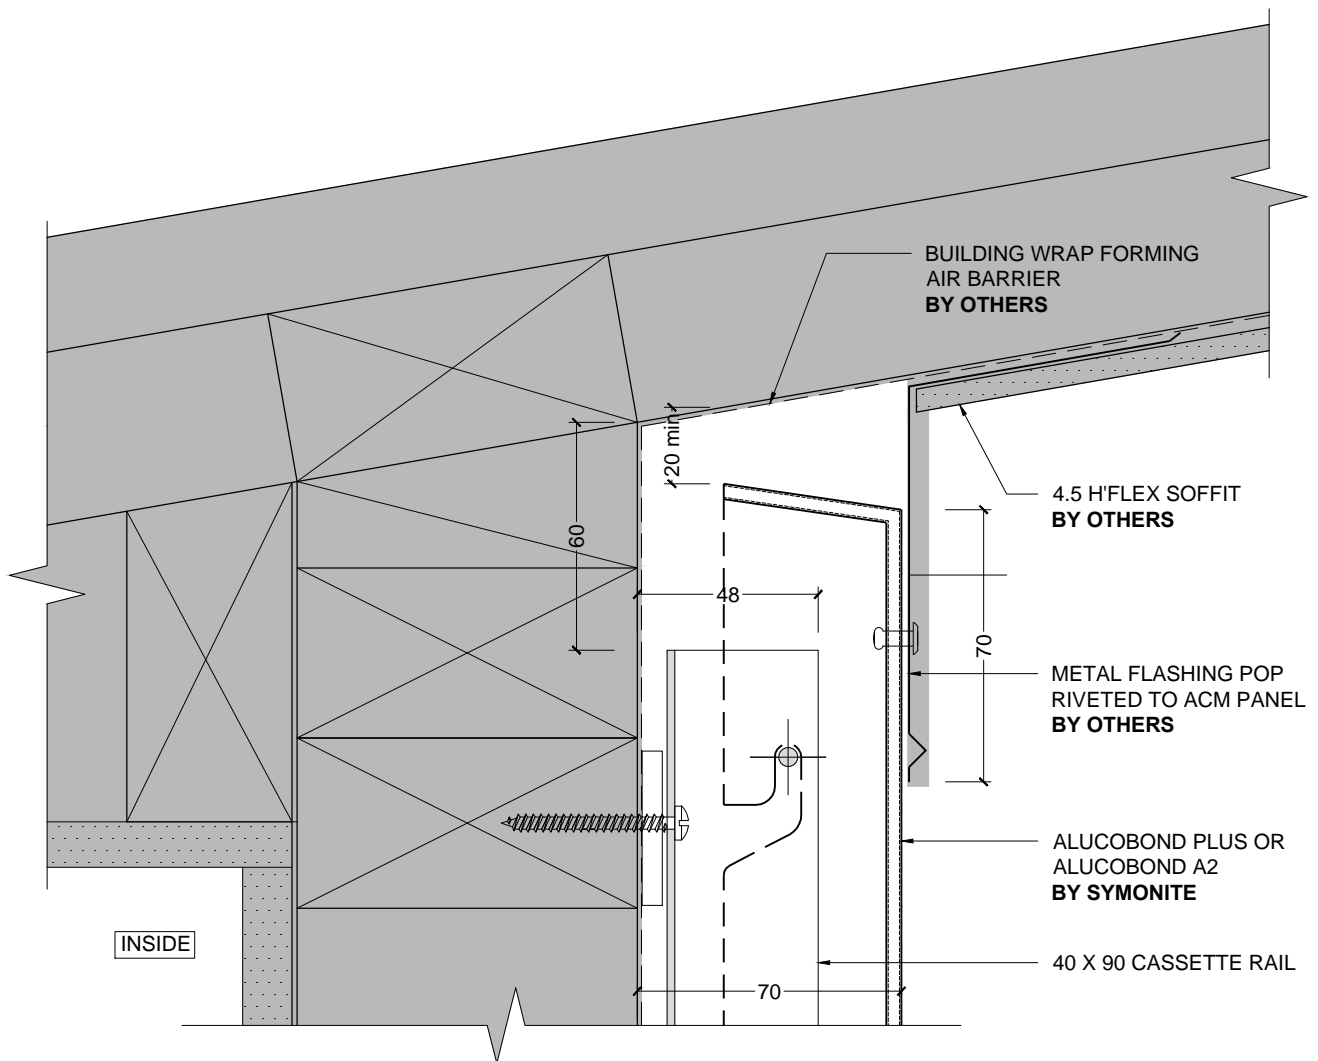 BUILDING WRAP FORMING
AIR BARRIER
BY OTHERS
20 min
4.5 H'FLEX SOFFIT
BY OTHERS
60
48
70
METAL FLASHING POP
RIVETED TO ACM PANEL
BY OTHERS
ALUCOBOND PLUS OR
ALUCOBOND A2
BY SYMONITE
INSIDE
40 X 90 CASSETTE RAIL
70